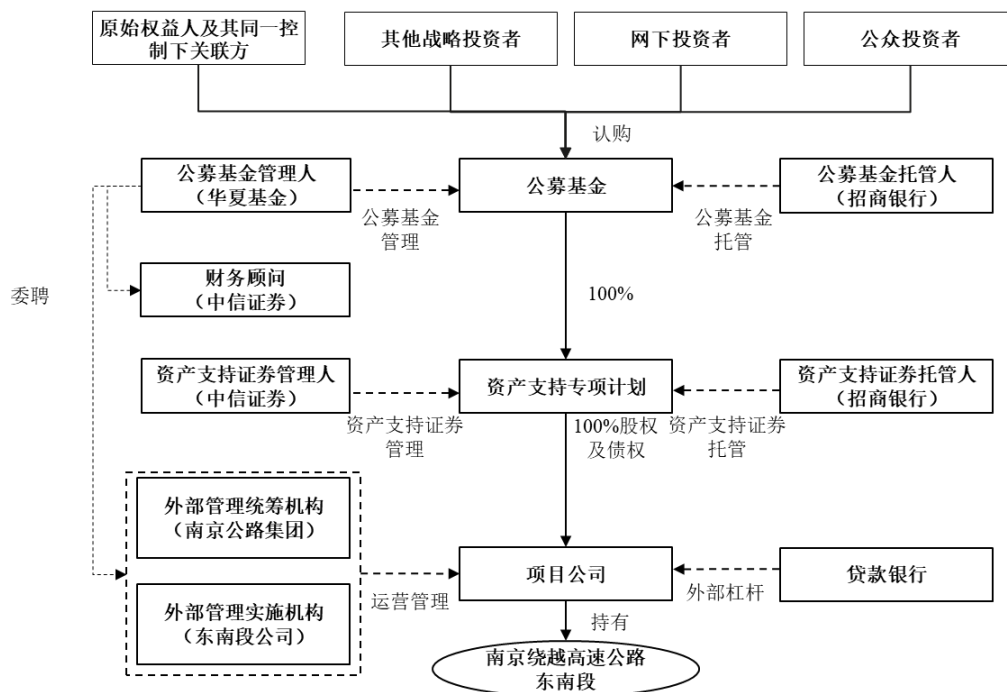 原始权益人及其同一控
制下关联方
其他战略投资者
网下投资者
公众投资者
认购
公募基金管理人
（华夏基金）
公募基金
管理
公募基金
公募基金托管人
（招商银行）
公募基金
托管
委聘
财务顾问
（中信证券）
100%
资产支持证券管理人
（中信证券）
资产支持证券
管理
资产支持专项计划
资产支持证券托管人
（招商银行）
资产支持证券
托管
100%股权
及债权
外部管理统筹机构
（南京公路集团）
外部管理实施机构
（东南段公司）
运营管理
项目公司
外部杠杆
贷款银行
持有
南京绕越高速公路
东南段